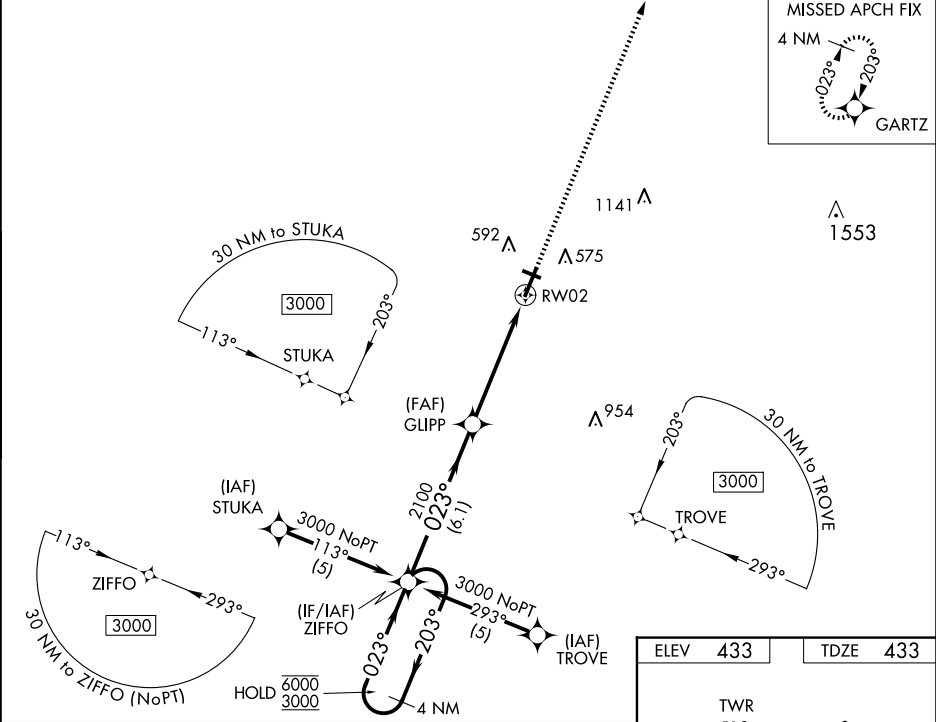 MISSED APCH FIX
4 NM
023°
203°
GARTZ
1141
1553
592
575
RW02
30 NM to STUKA
3000
203°
113°
STUKA
(FAF)
GLIPP
954
30 NM to TROVE
203°
3000
TROVE
293°
(IAF)
STUKA
3000 NoPT
113°
(5)
2100
023°
(6.1)
113°
ZIFFO
293°
3000
30 NM to ZIFFO (NoPT)
(IF/IAF)
ZIFFO
3000 NoPT
293°
(5)
(IAF)
TROVE
023°
203°
HOLD 6000
3000
4 NM
ELEV 433
TDZE 433
TWR